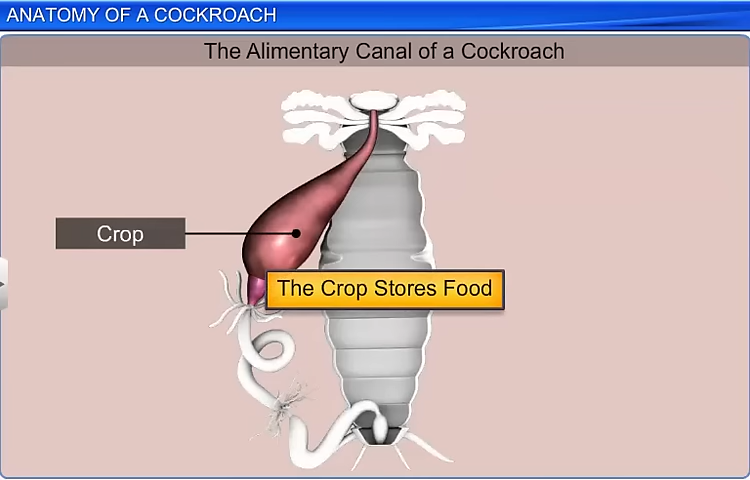 ANATOMY OF A COCKROACH
The Alimentary Canal of a Cockroach
Crop
The Crop Stores Food